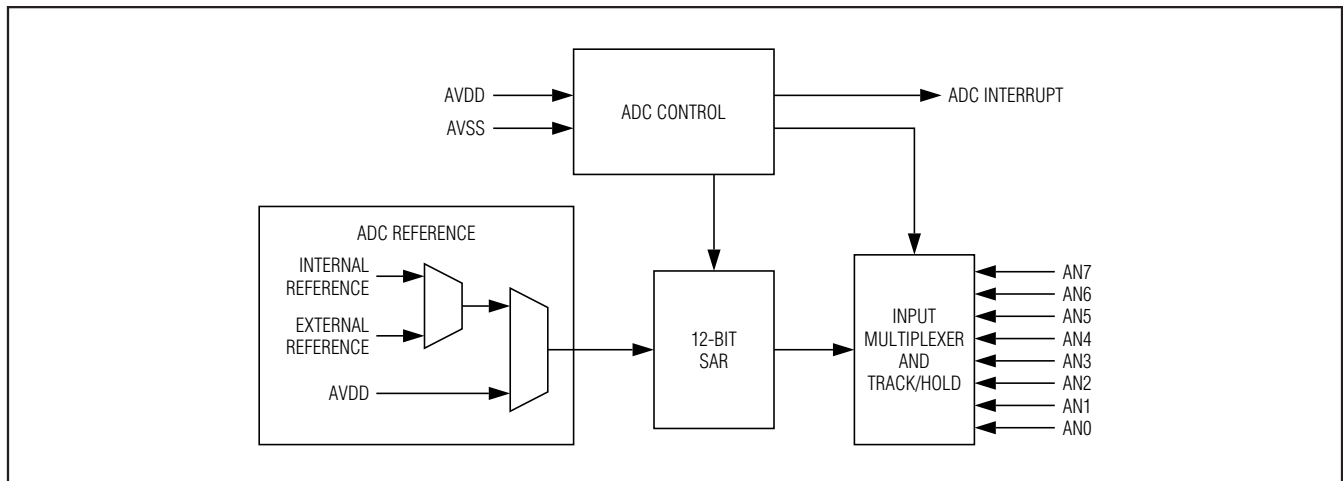 AVDD
AVSS
ADC CONTROL
ADC INTERRUPT
ADC REFERENCE
INTERNAL
REFERENCE
EXTERNAL
REFERENCE
AVDD
12-BIT
SAR
INPUT
MULTIPLEXER
AND
TRACK/HOLD
AN7
AN6
AN5
AN4
AN3
AN2
AN1
AN0